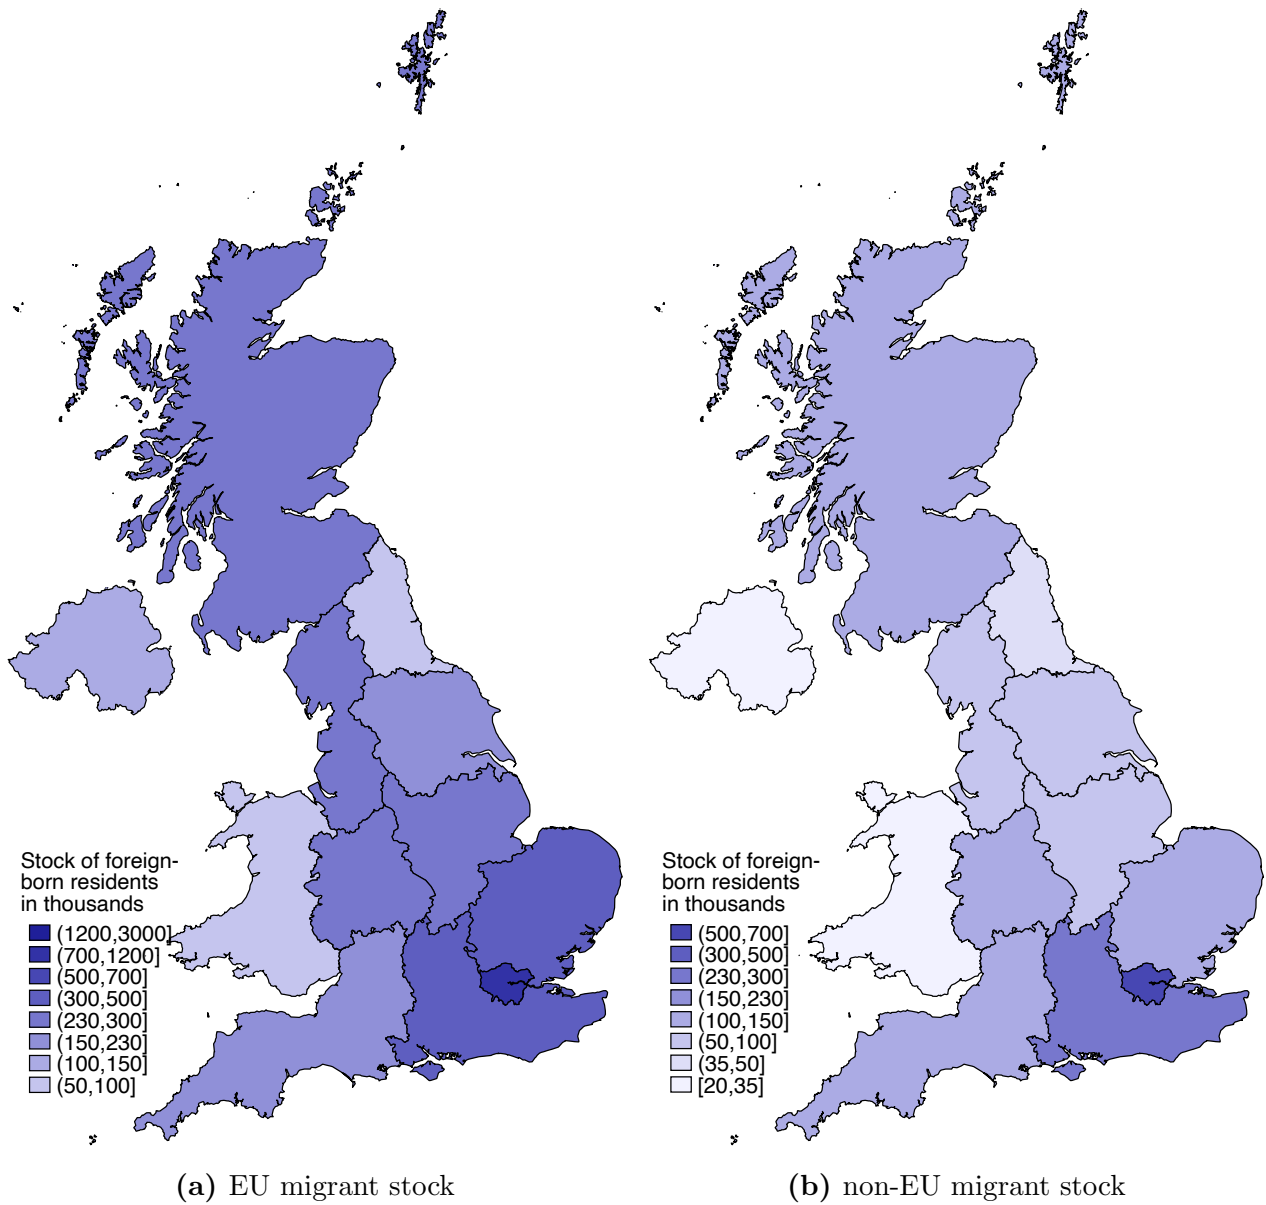 Stock of foreign-
born residents
in thousands
(1200,3000]
(700,1200]
(500,700]
(300,500]
(230,300]
(150,230]
(100,150]
(50,100]
Stock of foreign-
born residents
in thousands
(500,700]
(300,500]
(230,300]
(150,230]
(100,150]
(50,100]
(35,50]
[20,35]
(a) EU migrant stock
(b) non-EU migrant stock